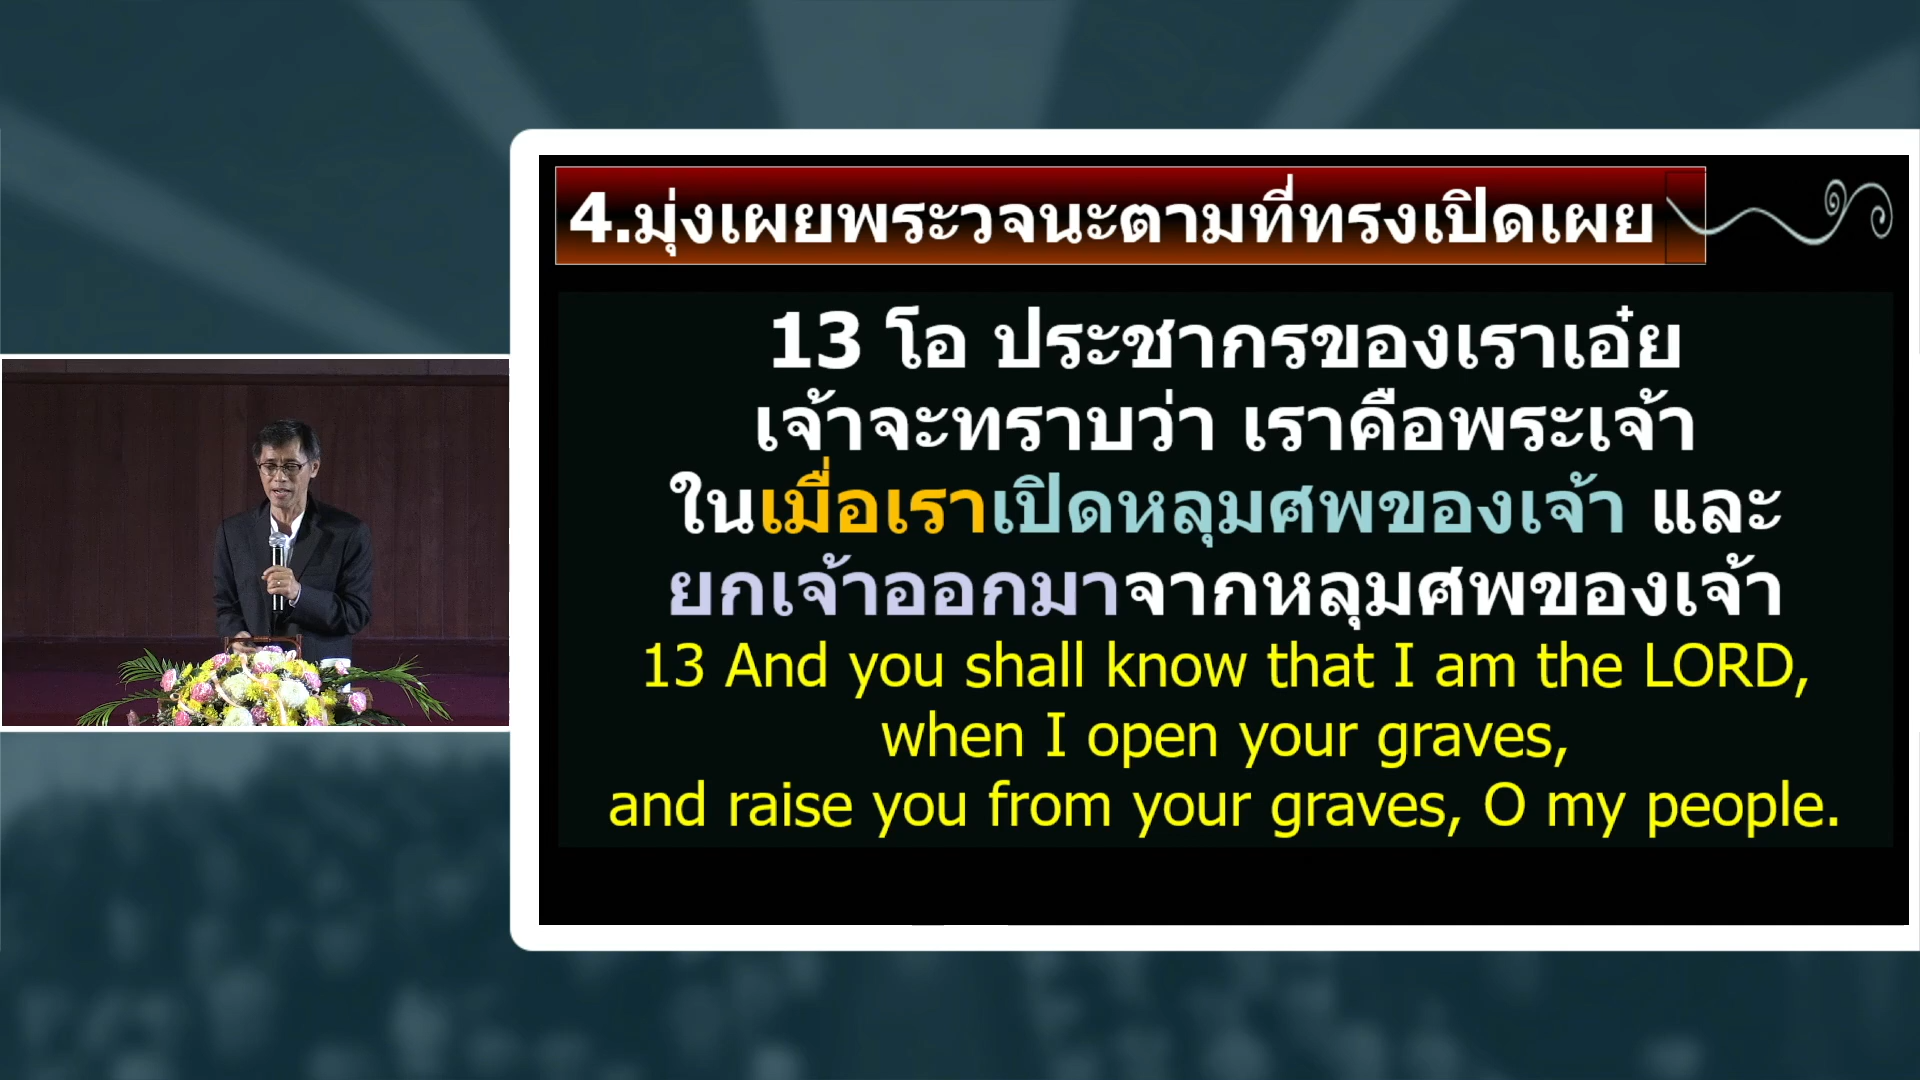 4.มุ่งเผยพระวจนะตามที่ทรงเปิดเผย
13 โอ ประชากรของเราเอ๋ย
เจ้าจะทราบว่า เราคือพระเจ้า
ในเมื่อเราเปิดหลุมศพของเจ้า และ
ยกเจ้าออกมาจากหลุมศพของเจ้า
13 And you shall know that I am the LORD,
when I open your graves,
and raise you from your graves, O my people.